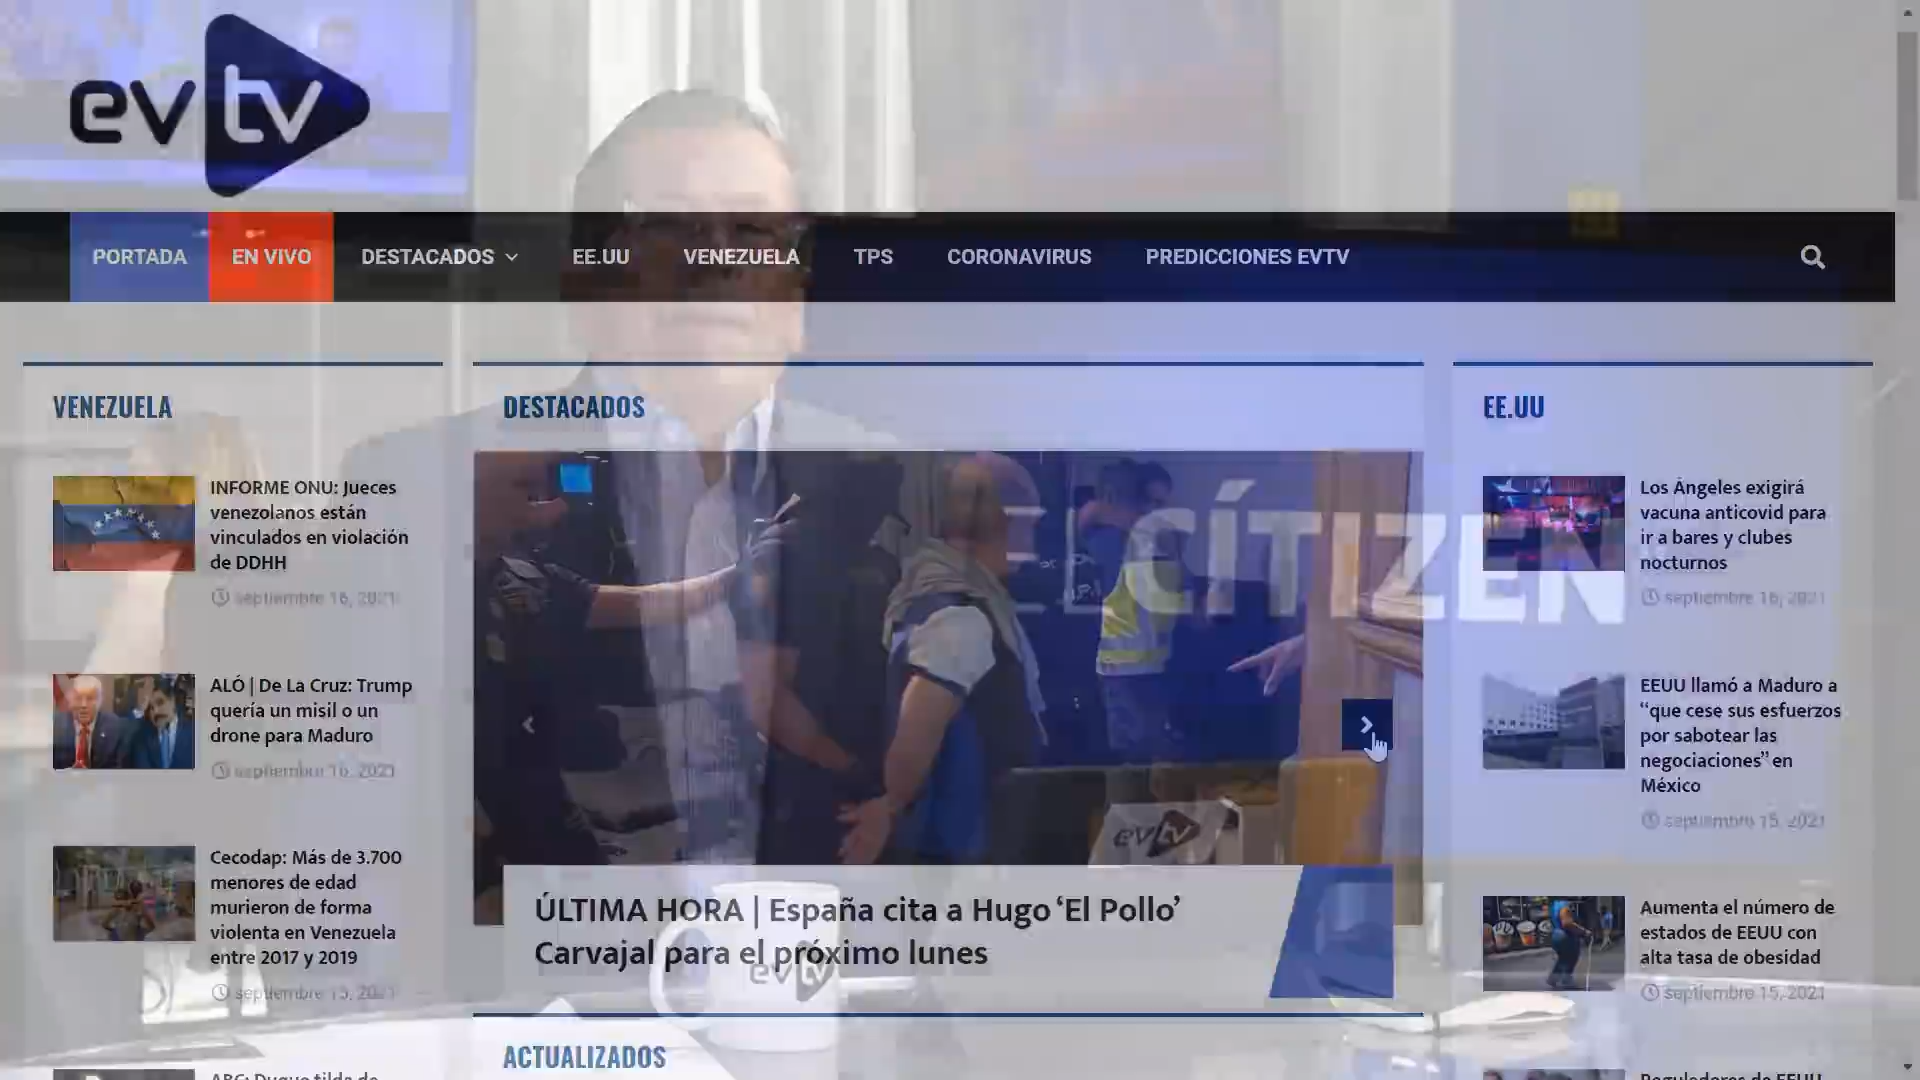 evtv
PORTADA
EN VIVO
DESTACADOS
EE.UU
VENEZUELA
TPS
CORONAVIRUS
PREDICCIONES EVTV
VENEZUELA
INFORME ONU: Jueces
venezolanos están
vinculados en violación
de DDHH
septiembre 16, 2021
ALÓ | De La Cruz: Trump
quería un misil o un
drone para Maduro
septiembre 16, 2021
Cecodap: Más de 3.700
menores de edad
murieron de forma
violenta en Venezuela
entre 2017 y 2019
septiembre 15, 2021
DESTACADOS
EL CÍTIZEN
evtv
ÚLTIMA HORA | España cita a Hugo ‘El Pollo’
Carvajal para el próximo lunes
evtv
ACTUALIZADOS
EE.UU
Los Ángeles exigirá
vacuna anticovid para
ir a bares y clubes
nocturnos
septiembre 16, 2021
EEUU llamó a Maduro a
“que cese sus esfuerzos
por sabotear las
negociaciones” en
México
septiembre 15, 2021
Aumenta el número de
estados de EEUU con
alta tasa de obesidad
septiembre 15, 2021